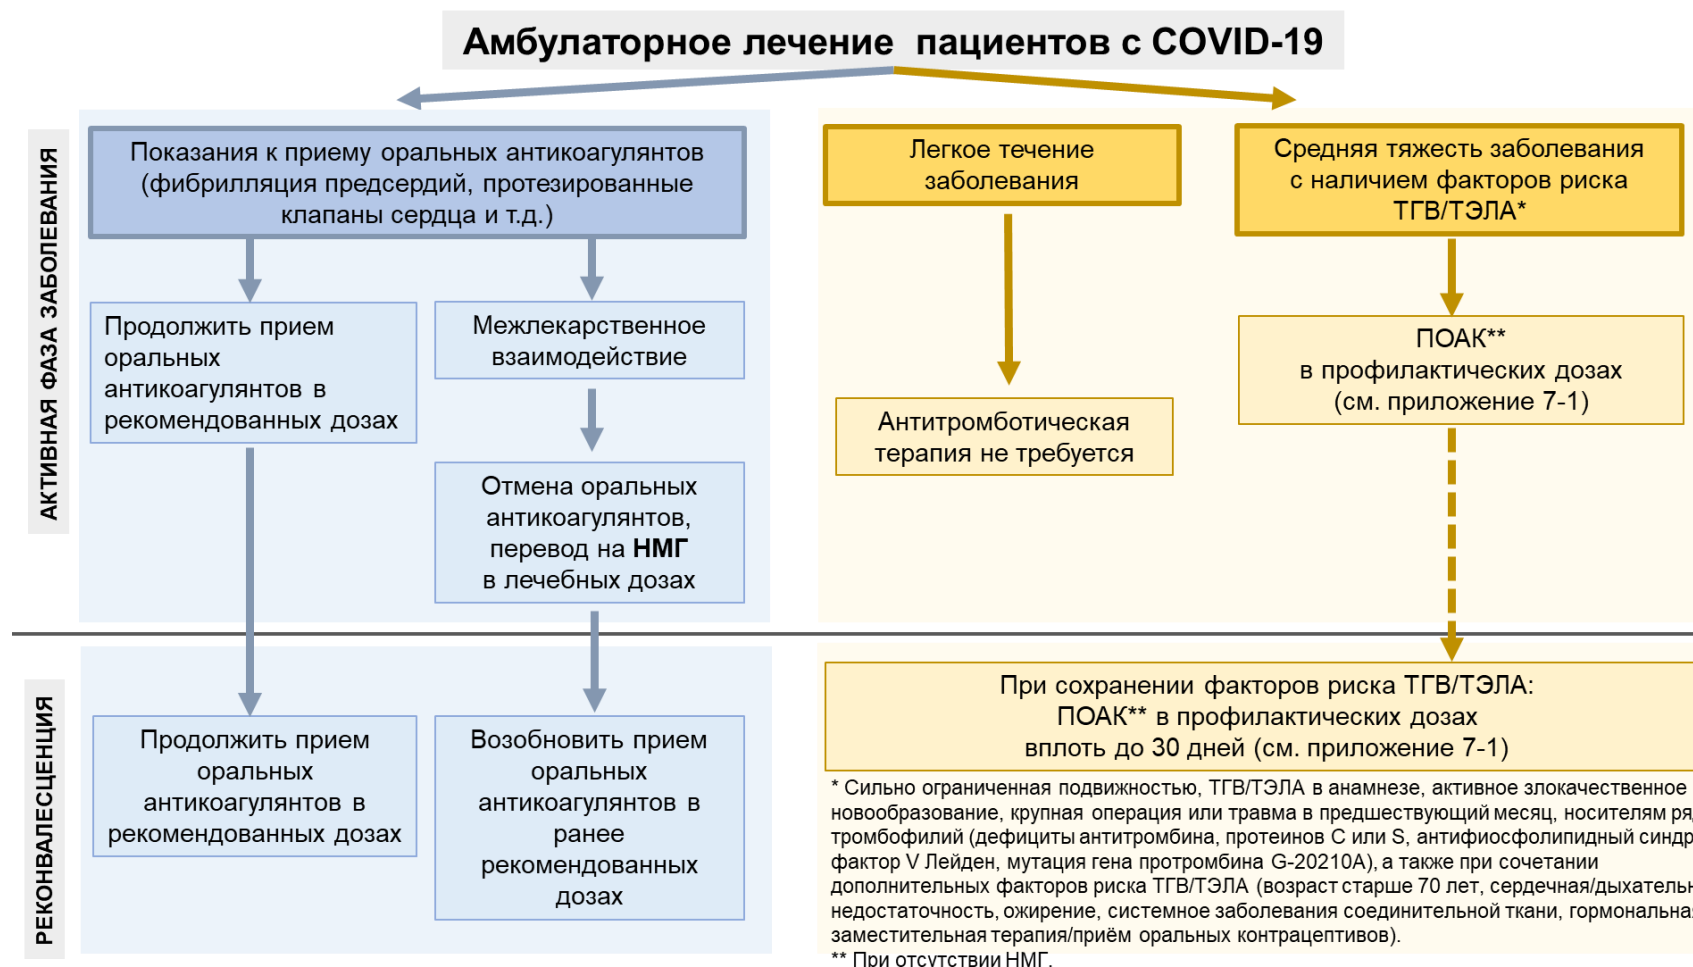 Амбулаторное лечение пациентов с COVID-19
АКТИВНАЯ ФАЗА ЗАБОЛЕВАНИЯ
Показания к приему оральных антикоагулянтов
(фибрилляция предсердий, протезированные
клапаны сердца и т.д.)
Продолжить прием
оральных
антикоагулянтов в
рекомендованных дозах
Межлекарственное
взаимодействие
Отмена оральных
антикоагулянтов,
перевод на НМГ
в лечебных дозах
Легкое течение
заболевания
Антитромботическая
терапия не требуется
Средняя тяжесть заболевания
с наличием факторов риска
ТГВ/ТЭЛА*
ПОАК**
в профилактических дозах
(см. приложение 7-1)
РЕКОНВАЛЕСЦЕНЦИЯ
Продолжить прием
оральных
антикоагулянтов в
рекомендованных дозах
Возобновить прием
оральных
антикоагулянтов в
ранее
рекомендованных
дозах
При сохранении факторов риска ТГВ/ТЭЛА:
ПОАК** в профилактических дозах
вплоть до 30 дней (см. приложение 7-1)
* Сильно ограниченная подвижностью, ТГВ/ТЭЛА в анамнезе, активное злокачественное
новообразование, крупная операция или травма в предшествующий месяц, носителям
тромбофилий (дефициты антитромбина, протеинов С или S, антифиосфолипидный
фактор V Лейден, мутация гена протромбина G-20210A), а также при сочетании
дополнительных факторов риска ТГВ/ТЭЛА (возраст старше 70 лет,
недостаточность, ожирение, системное заболевания соединительной ткани,
заместительная терапия/приём оральных контрацептивов).
** При отсутствии НМГ.